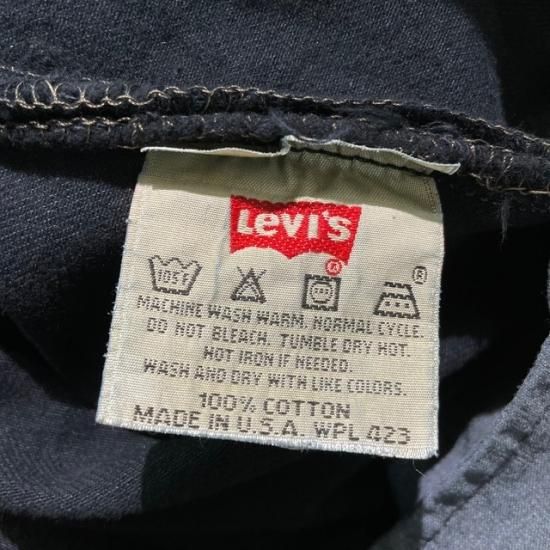 Levi's
®
105F
®
MACHINE WASH WARM. NORMAL CYCLE.
DO NOT BLEACH. TUMBLE DRY HOT.
HOT IRON IF NEEDED.
WASH AND DRY WITH LIKE COLORS.
100% COTTON
MADE IN U.S.A. WPL 423